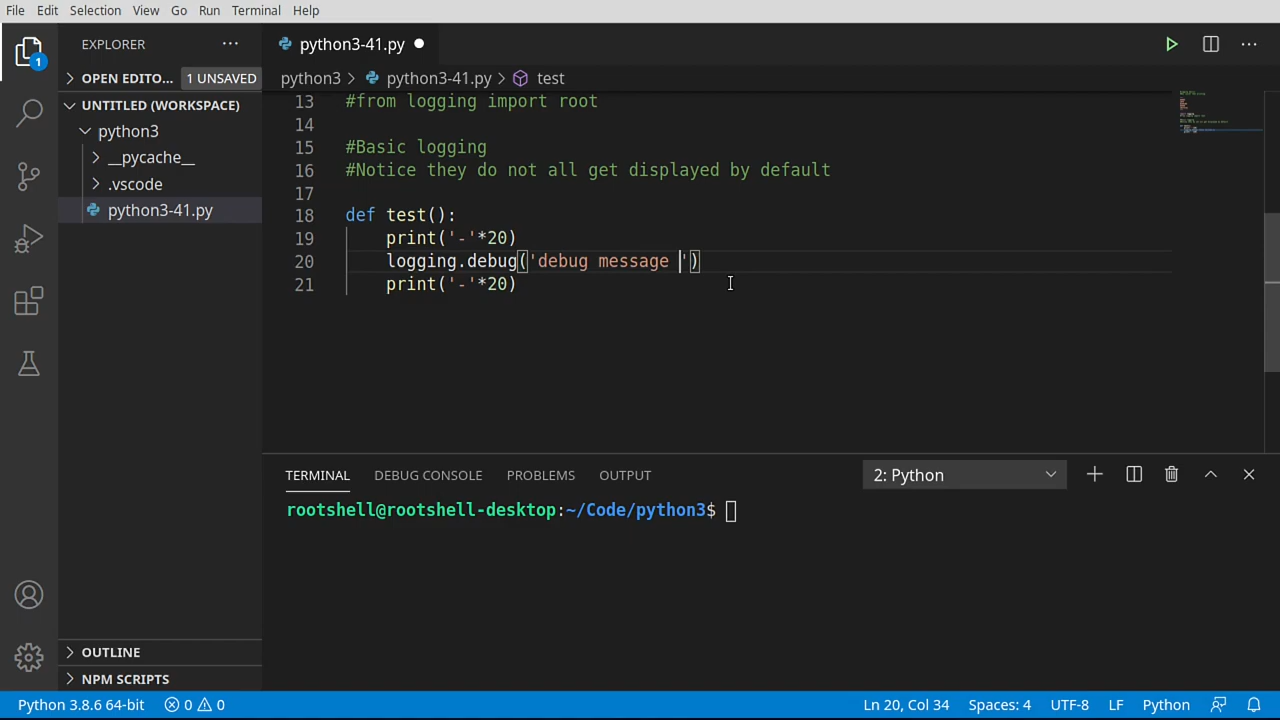 File Edit Selection View Go Run Terminal Help
EXPLORER
python3-41.py
OPEN EDITO... 1 UNSAVED
python3 > python3-41.py > test
UNTITLED (WORKSPACE)
python3
__pycache__
.vscode
python3-41.py
13 #from logging import root
14
15 #Basic logging
16 #Notice they do not all get displayed by default
17
18 def test():
19 print('-'*20)
20 logging.debug('debug message ')
21 print('-'*20)
1
TERMINAL DEBUG CONSOLE PROBLEMS OUTPUT 2: Python
rootshell@rootshell-desktop:~/Code/python3$
OUTLINE
NPM SCRIPTS
Python 3.8.6 64-bit 0 0 Ln 20, Col 34 Spaces: 4 UTF-8 LF Python